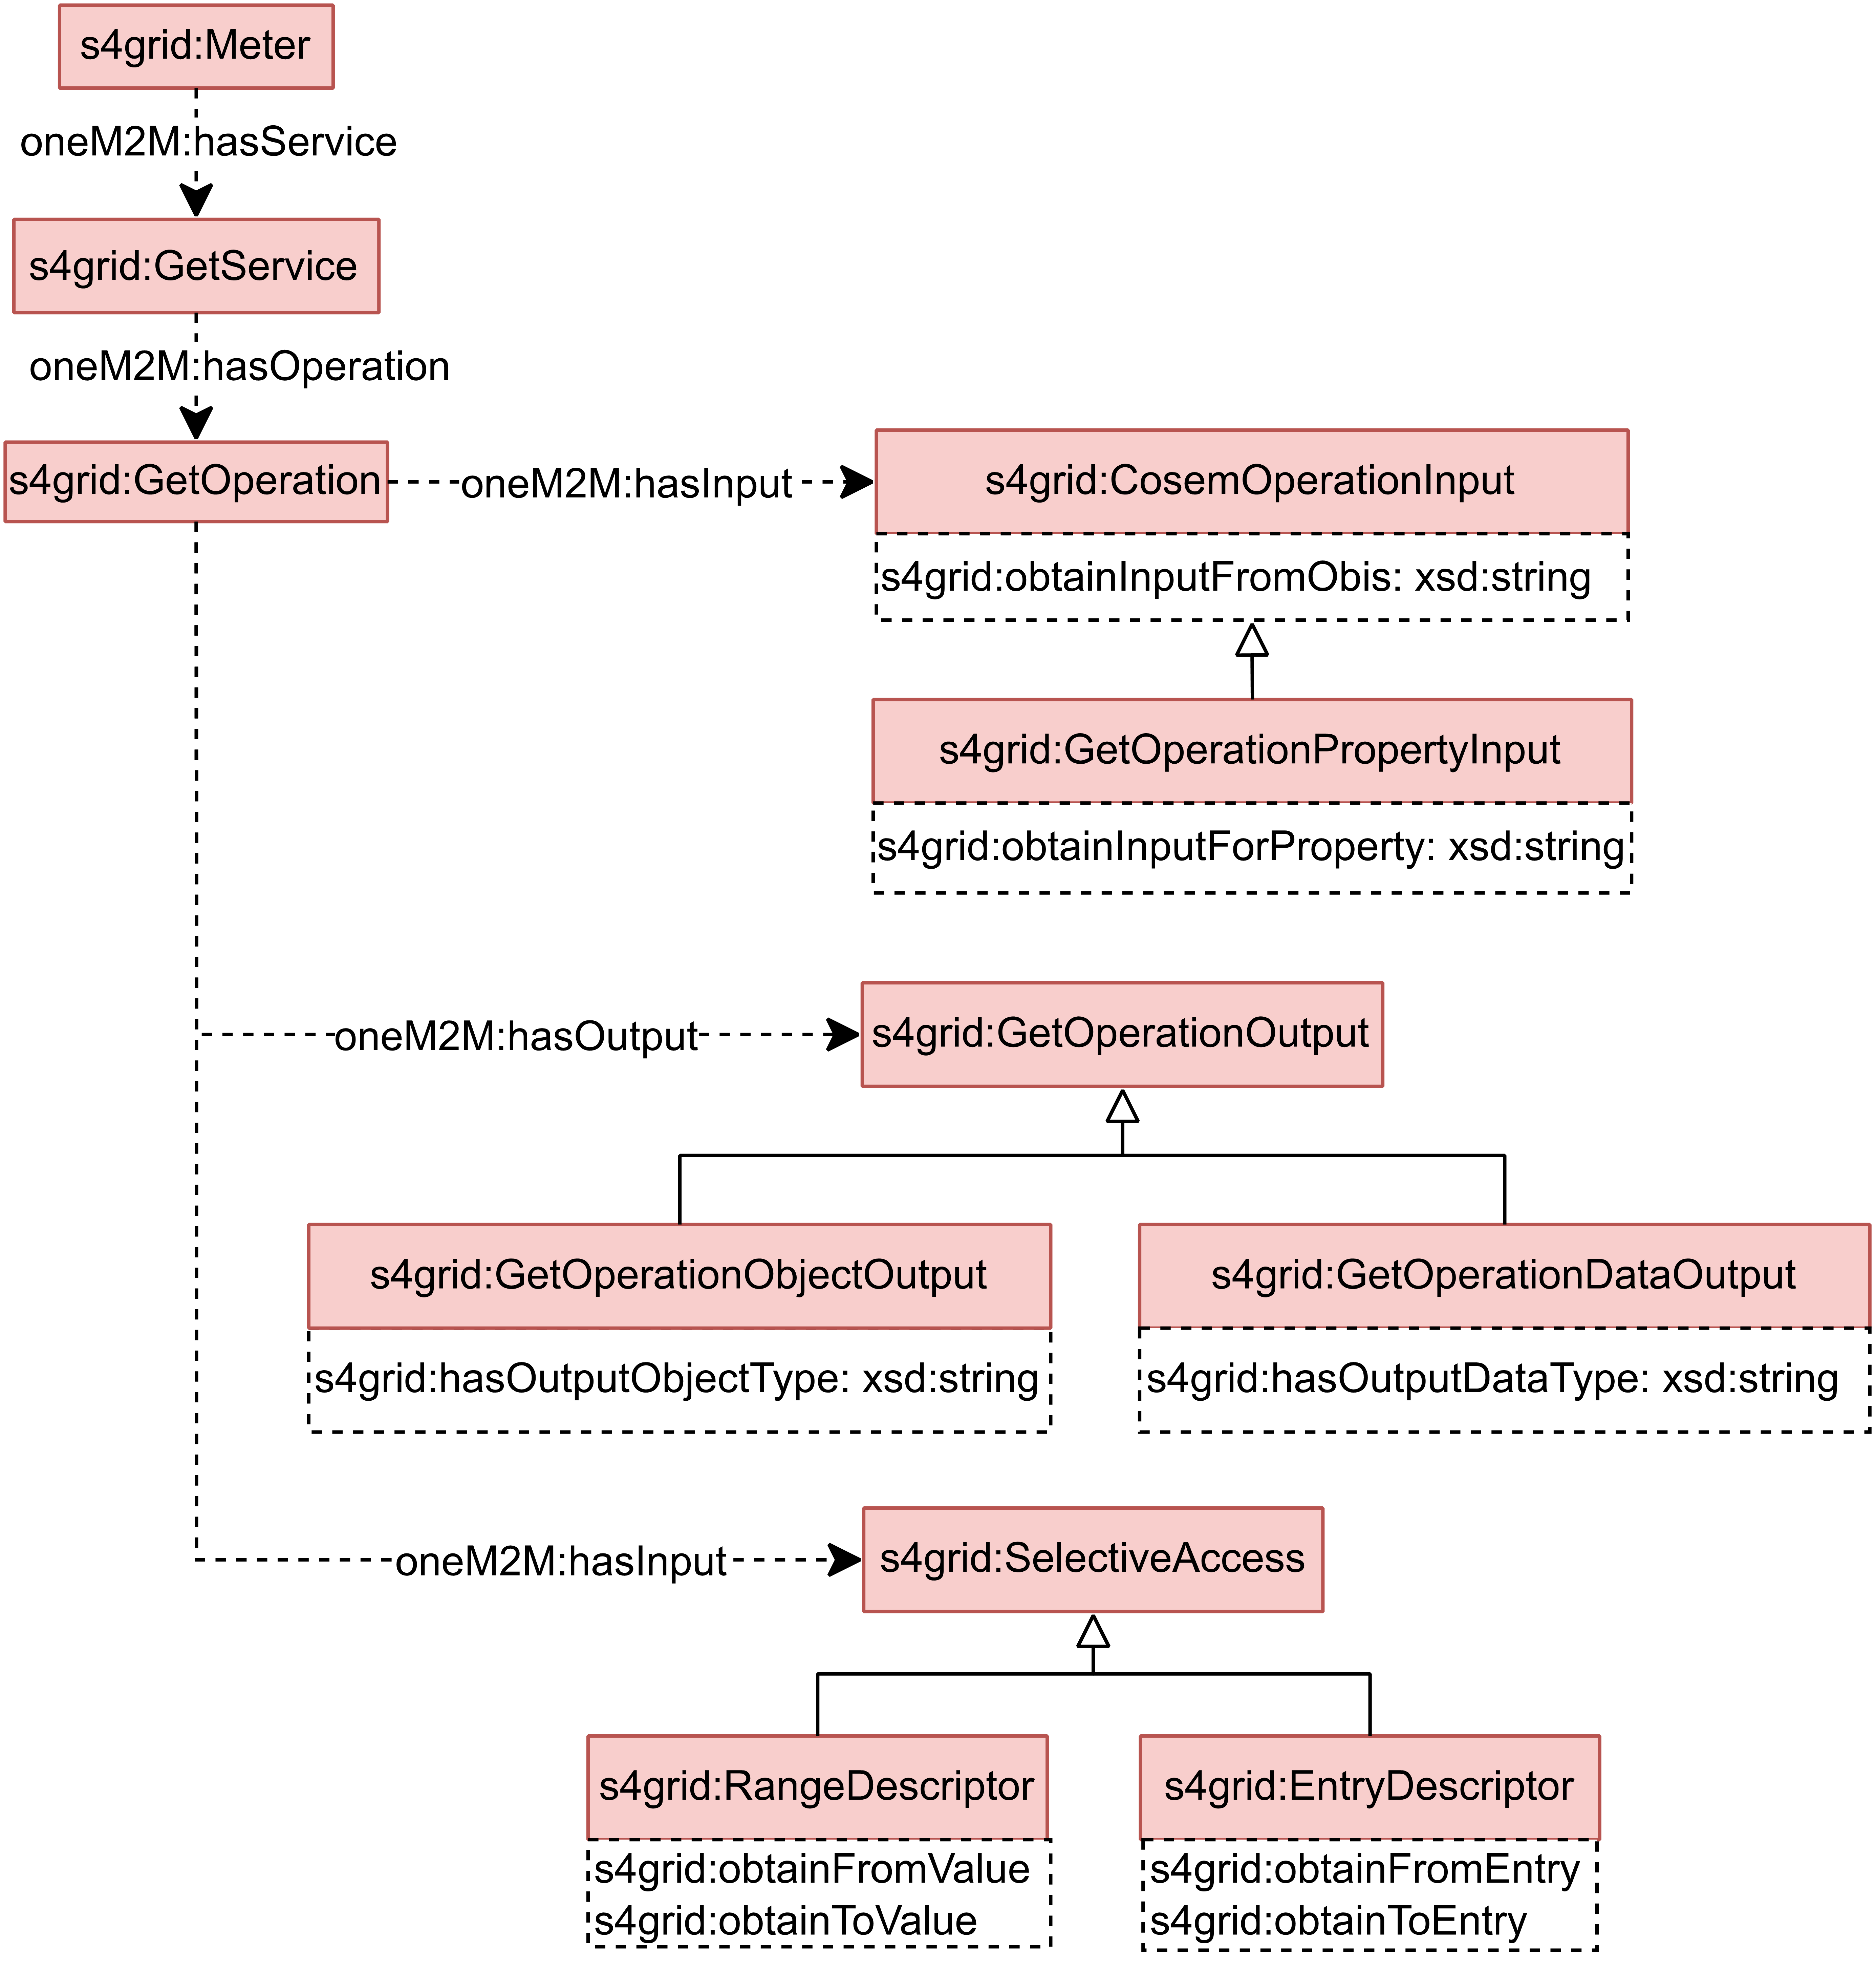 s4grid:Meter
oneM2M:hasService
s4grid:GetService
oneM2M:hasOperation
s4grid:GetOperation
oneM2M:hasInput
s4grid:CosemOperationInput
s4grid:obtainInputFromObis: xsd:string
s4grid:GetOperationPropertyInput
s4grid:obtainInputForProperty: xsd:string
oneM2M:hasOutput
s4grid:GetOperationOutput
s4grid:GetOperationObjectOutput
s4grid:hasOutputObjectType: xsd:string
s4grid:GetOperationDataOutput
s4grid:hasOutputDataType: xsd:string
oneM2M:hasInput
s4grid:SelectiveAccess
s4grid:RangeDescriptor
s4grid:obtainFromValue
s4grid:obtainToValue
s4grid:EntryDescriptor
s4grid:obtainFromEntry
s4grid:obtainToEntry